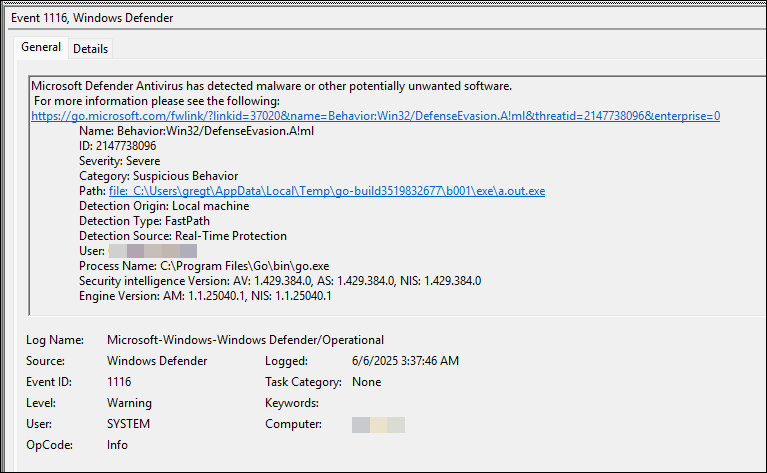 Event 1116, Windows Defender
General Details
Microsoft Defender Antivirus has detected malware or other potentially unwanted software.
For more information please see the following:
https://go.microsoft.com/fwlink/?linkid=37020&name=Behavior:Win32/DefenseEvasion.A!ml&threatid=2147738096&enterprise=0
Name: Behavior:Win32/DefenseEvasion.A!ml
ID: 2147738096
Severity: Severe
Category: Suspicious Behavior
Path: file:_C:\Users\gregt\AppData\Local\Temp\go-build3519832677\b001\exe\a.out.exe
Detection Origin: Local machine
Detection Type: FastPath
Detection Source: Real-Time Protection
User:
Process Name: C:\Program Files\Go\bin\go.exe
Security intelligence Version: AV: 1.429.384.0, AS: 1.429.384.0, NIS: 1.429.384.0
Engine Version: AM: 1.1.25040.1, NIS: 1.1.25040.1
Log Name: Microsoft-Windows-Windows Defender/Operational
Source: Windows Defender Logged: 6/6/2025 3:37:46 AM
Event ID: 1116 Task Category: None
Level: Warning Keywords:
User: SYSTEM Computer:
OpCode: Info